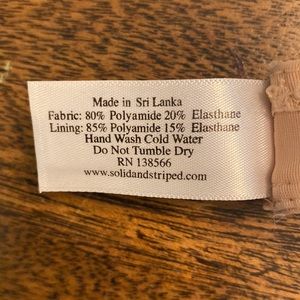 Made in Sri Lanka
Fabric: 80% Polyamide 20% Elasthane
Lining: 85% Polyamide 15% Elasthane
Hand Wash Cold Water
Do Not Tumble Dry
RN 138566
www.solidandstriped.com